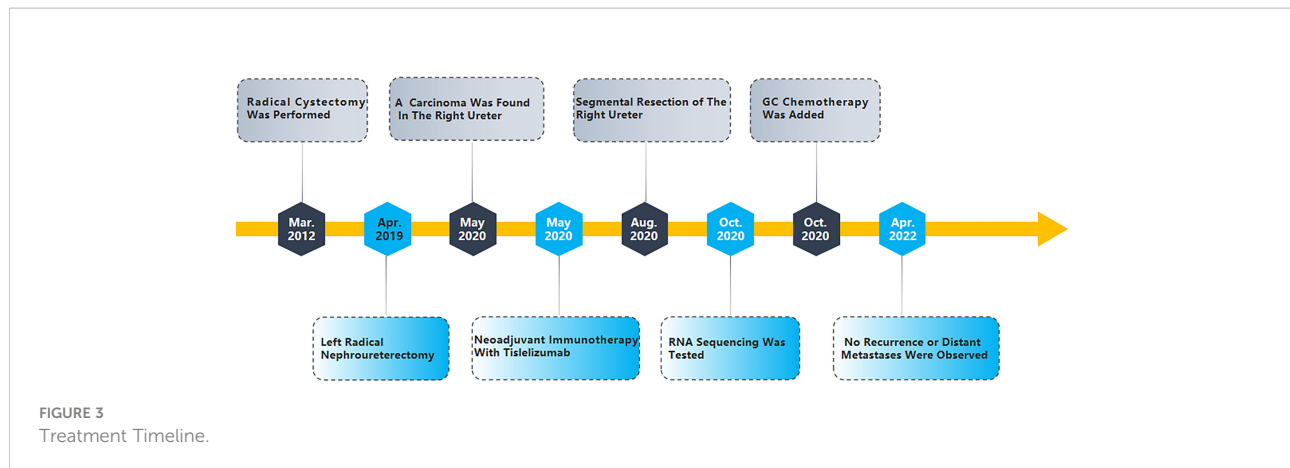 Radical Cystectomy
Was Performed
A Carcinoma Was Found
In The Right Ureter
Segmental Resection of The
Right Ureter
GC Chemotherapy
Was Added
Mar.
2012
Apr.
2019
May
2020
May
2020
Aug.
2020
Oct.
2020
Oct.
2020
Apr.
2022
Left Radical
Nephroureterectomy
Neoadjuvant Immunotherapy
With Tislelizumab
RNA Sequencing Was
Tested
No Recurrence or Distant
Metastases Were Observed
FIGURE 3
Treatment Timeline.